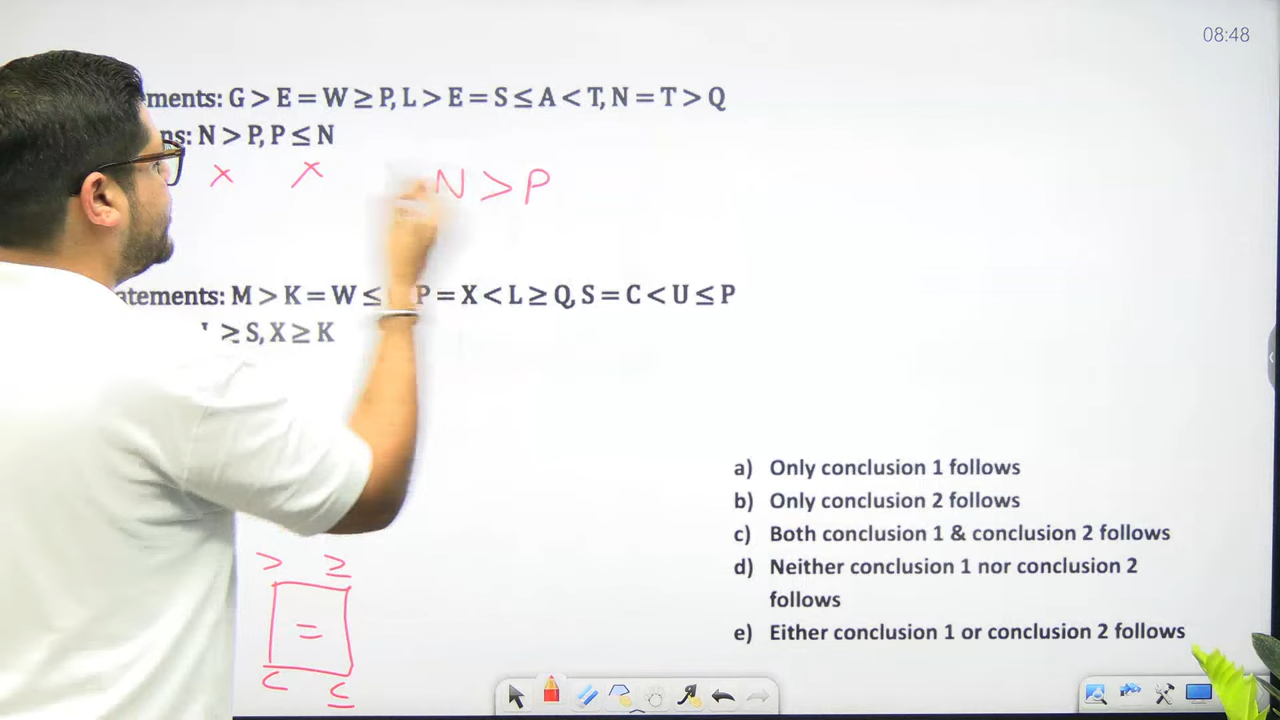 08:48
ments: G > E = W ≥ P, L > E = S ≤ A < T, N = T > Q
ns: N > P, P ≤ N
× ×
N > P
atements: M > K = W ≤ P = X < L ≥ Q, S = C < U ≤ P
≥ S, X ≥ K
a) Only conclusion 1 follows
b) Only conclusion 2 follows
c) Both conclusion 1 & conclusion 2 follows
d) Neither conclusion 1 nor conclusion 2
follows
e) Either conclusion 1 or conclusion 2 follows
> ≥
=
< ≤